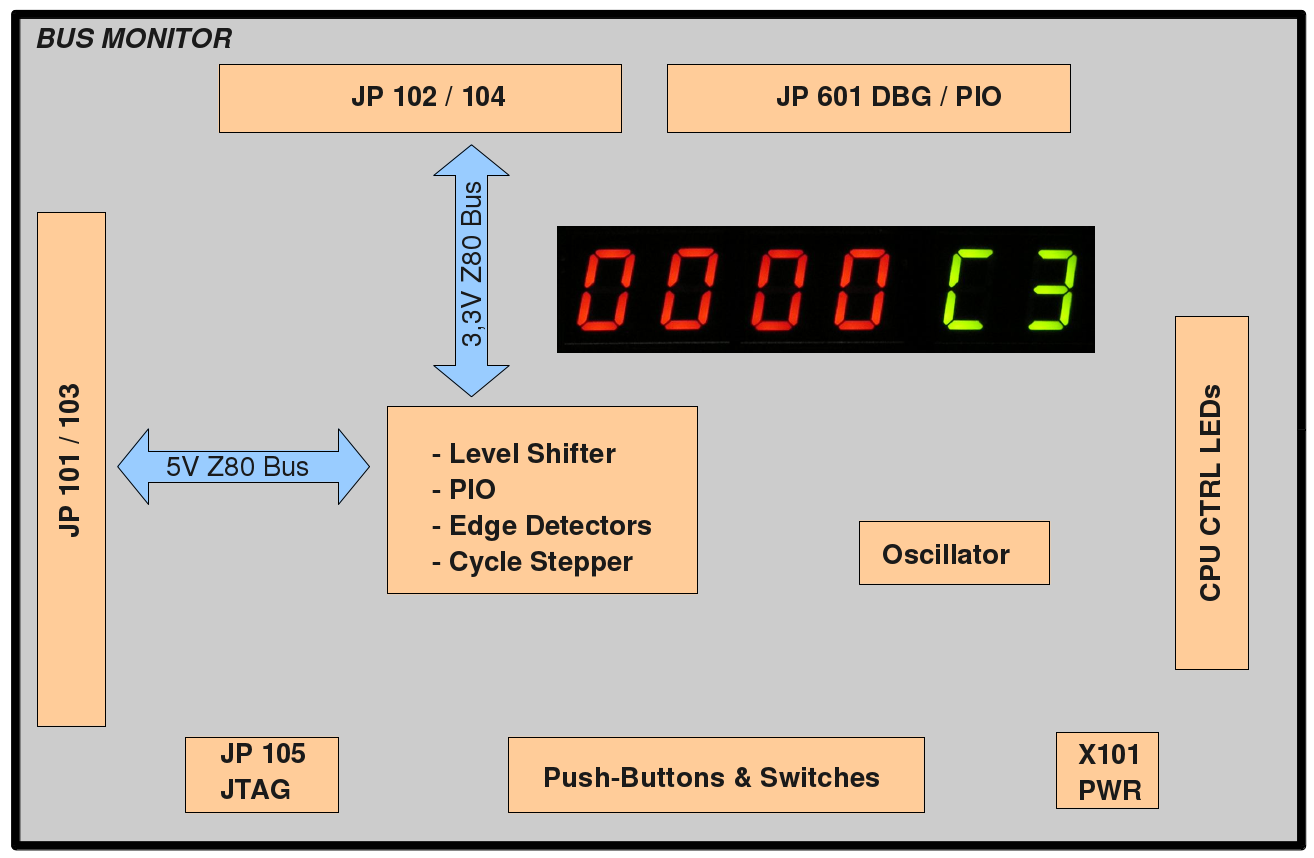 BUS MONITOR
JP 102 / 104
JP 601 DBG / PIO
3,3V Z80 Bus
0000 C3
JP 101 / 103
5V Z80 Bus
- Level Shifter
- PIO
- Edge Detectors
- Cycle Stepper
Oscillator
CPU CTRL LEDs
JP 105
JTAG
Push-Buttons & Switches
X101
PWR